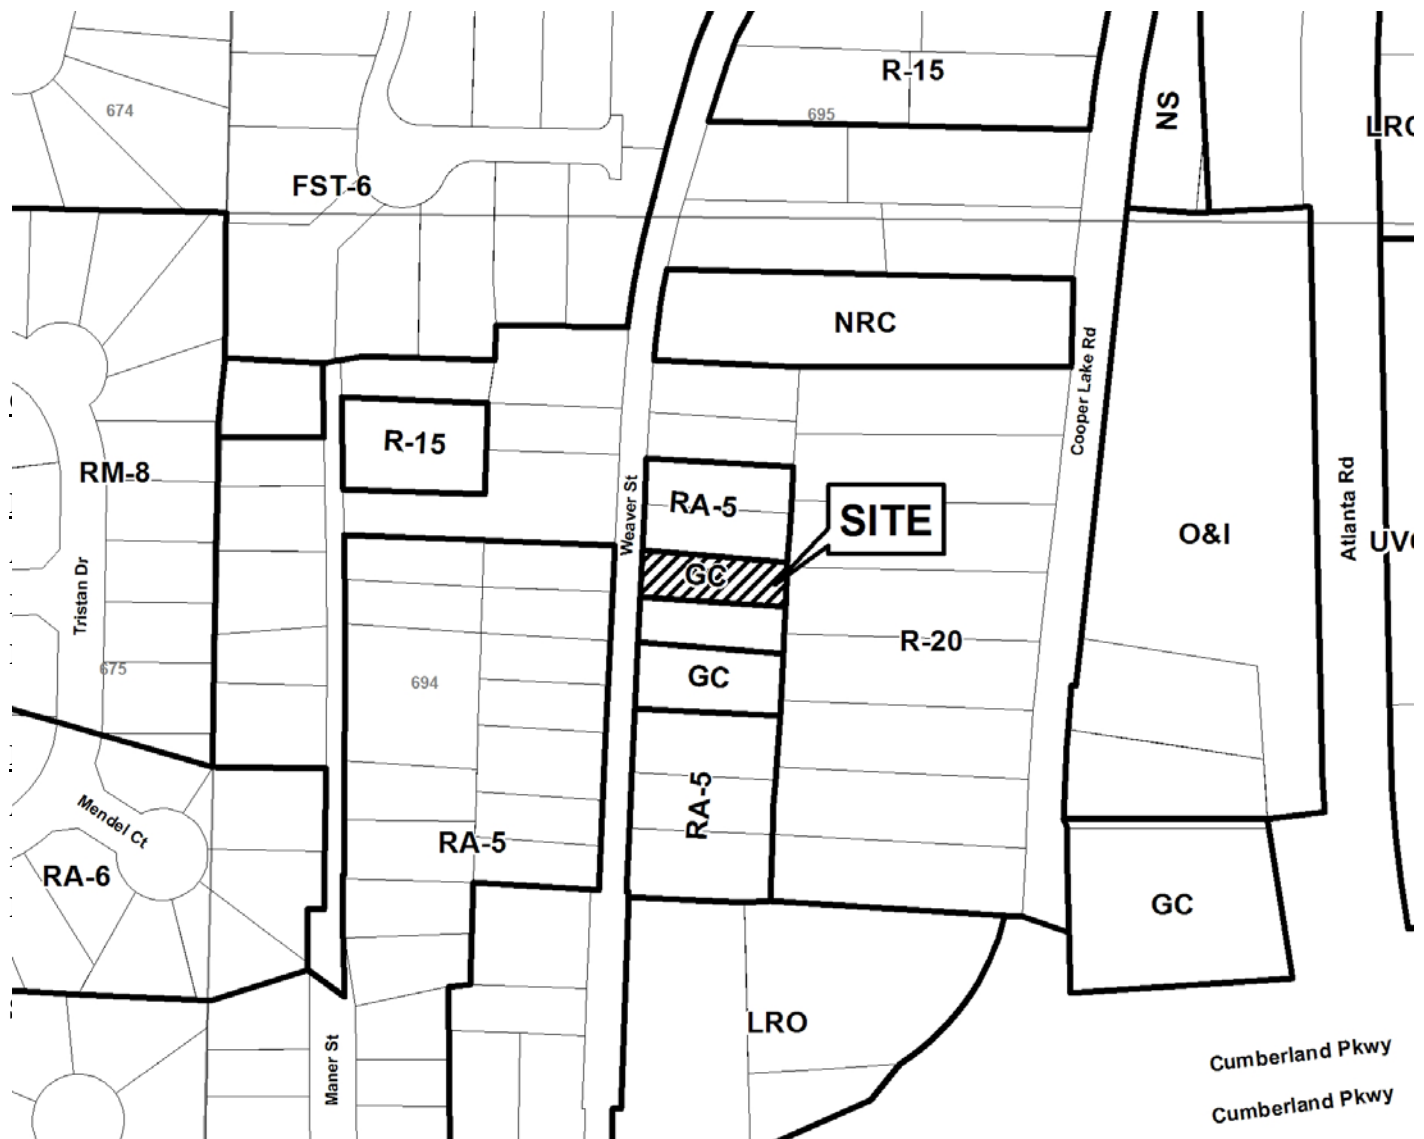 R-15
NS
674
695
LRC
FST-6
NRC
Cooper Lake Rd
R-15
RM-8
Weaver St
RA-5
SITE
O&I
Atlanta Rd
UV
GC
Tristan Dr
R-20
675
694
GC
RA-5
Mendel Ct
RA-5
RA-6
GC
LRO
Maner St
Cumberland Pkwy
Cumberland Pkwy